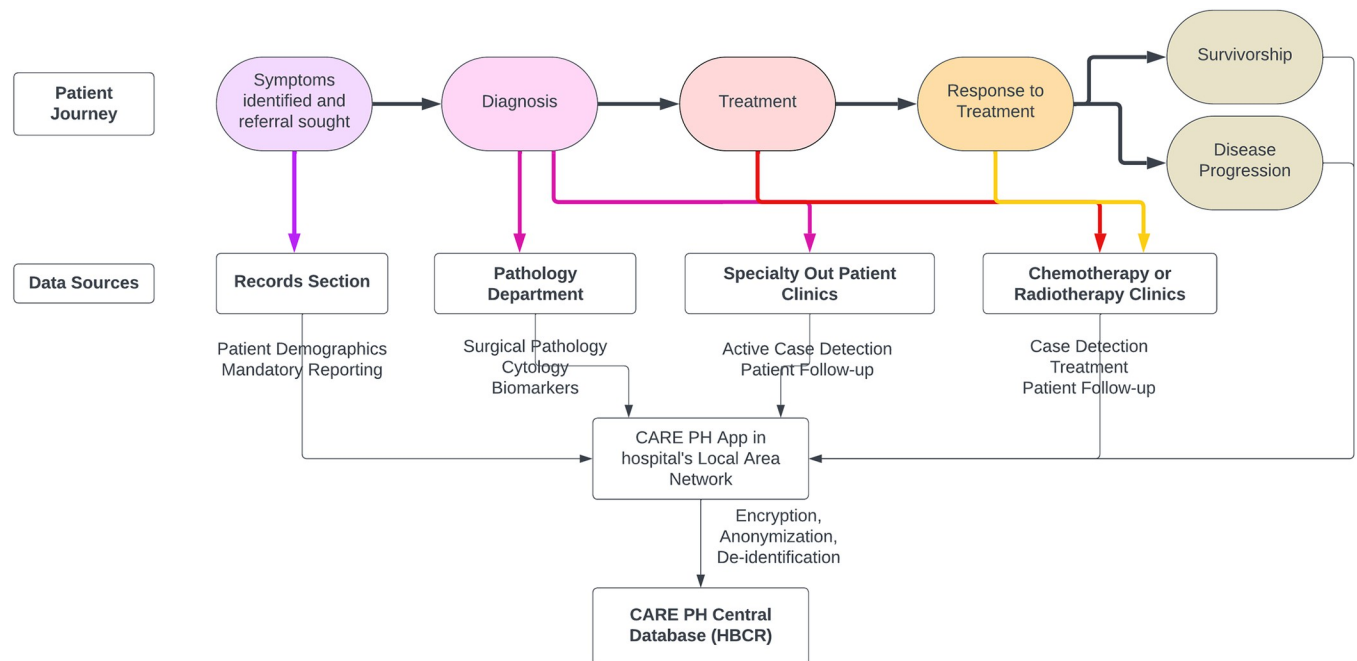 Patient
Journey
Symptoms
identified and
referral sought
Diagnosis
Treatment
Response to
Treatment
Survivorship
Disease
Progression
Data Sources
Records Section
Pathology
Department
Specialty Out Patient
Clinics
Chemotherapy or
Radiotherapy Clinics
Patient Demographics
Mandatory Reporting
Surgical Pathology
Cytology
Biomarkers
Active Case Detection
Patient Follow-up
Case Detection
Treatment
Patient Follow-up
CARE PH App in
hospital's Local Area
Network
Encryption,
Anonymization,
De-identification
CARE PH Central
Database (HBCR)